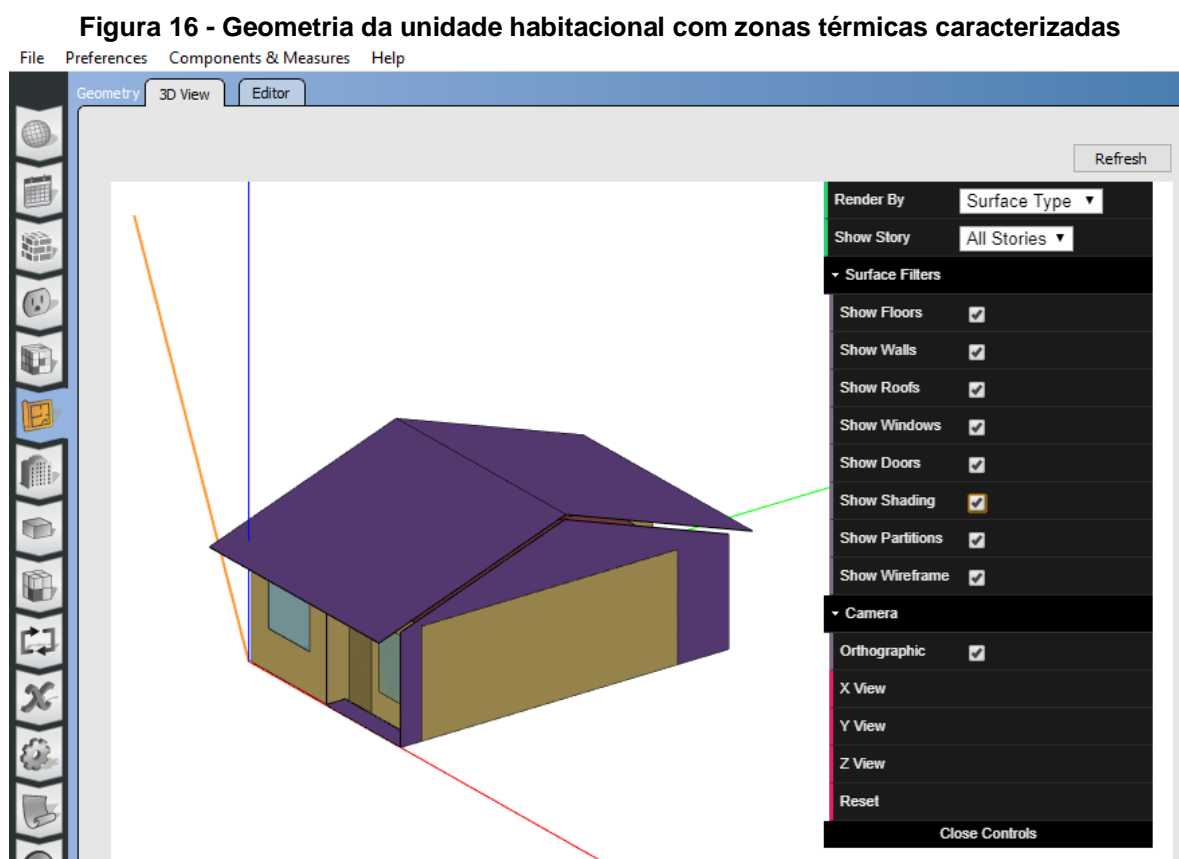 Figura 16 - Geometria da unidade habitacional com zonas térmicas caracterizadas
File Preferences Components & Measures Help
Geometry 3D View Editor
Refresh
Render By Surface Type ▼
Show Story All Stories ▼
Surface Filters
Show Floors
Show Walls
Show Roofs
Show Windows
Show Doors
Show Shading
Show Partitions
Show Wireframe
Camera
Orthographic
X View
Y View
Z View
Reset
Close Controls